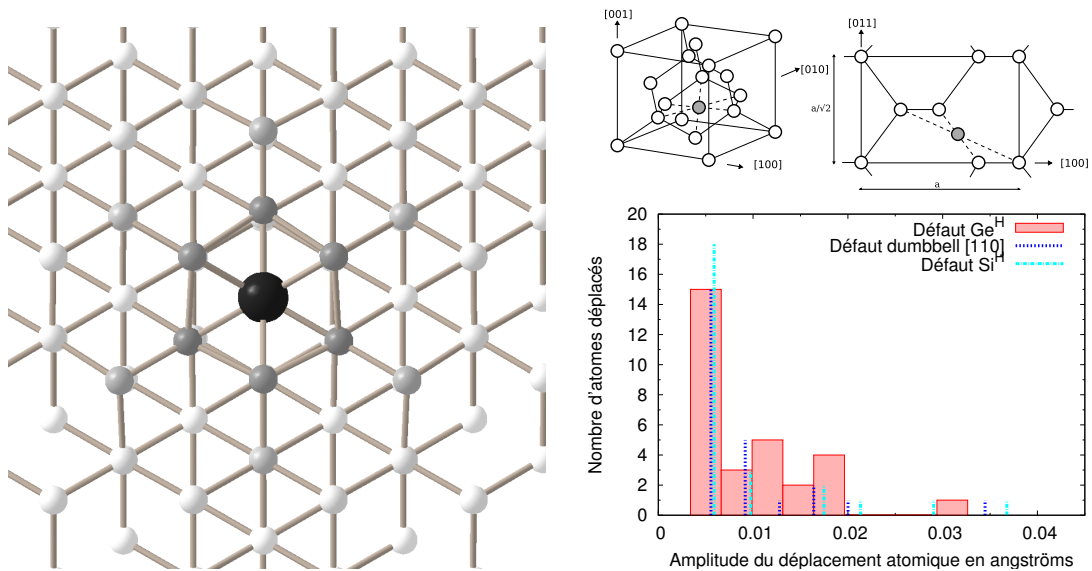 [001]
[010]
[100]
[011]
a/√2
[100]
a
Nombre d'atomes déplacés
20
18
16
14
12
10
8
6
4
2
0
Défaut Ge^H
Défaut dumbbell [110]
Défaut Si^H
0 0.01 0.02 0.03 0.04
Amplitude du déplacement atomique en angströms